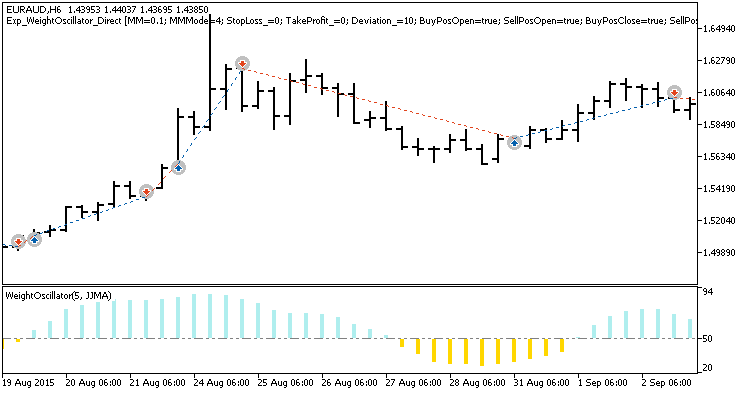 EURAUD,H6 1.43953 1.44037 1.43695 1.43850
Exp_WeightOscillator_Direct [MM=0.1; MMMode=4; StopLoss_=0; TakeProfit_=0; Deviation_=10; BuyPosOpen=true; SellPosOpen=true; BuyPosClose=true; SellPos
1.64940
1.62790
1.60640
1.58490
1.56340
1.54190
1.52040
1.49890
WeightOscillator(5, JJMA)
94
50
20
19 Aug 2015
20 Aug 06:00
21 Aug 06:00
24 Aug 06:00
25 Aug 06:00
26 Aug 06:00
27 Aug 06:00
28 Aug 06:00
31 Aug 06:00
1 Sep 06:00
2 Sep 06:00